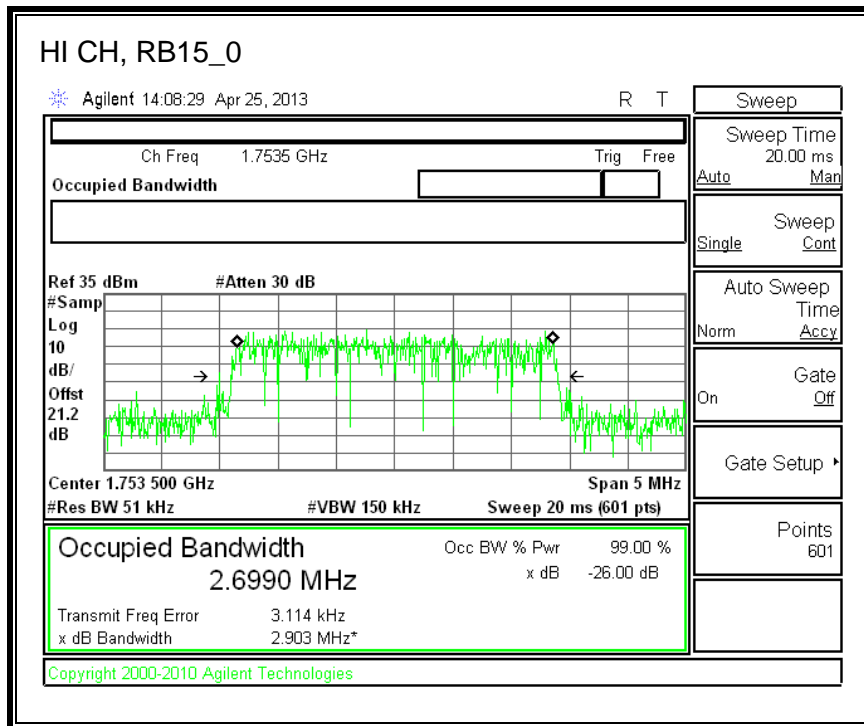 HI CH, RB15_0
Agilent 14:08:29 Apr 25, 2013 R T
Ch Freq 1.7535 GHz Trig Free
Occupied Bandwidth
Ref 35 dBm #Atten 30 dB
#Samp
Log
10
dB/
Offst
21.2
dB
Center 1.753 500 GHz Span 5 MHz
#Res BW 51 kHz #VBW 150 kHz Sweep 20 ms (601 pts)
Occupied Bandwidth
2.6990 MHz
Occ BW % Pwr 99.00 %
x dB -26.00 dB
Transmit Freq Error 3.114 kHz
x dB Bandwidth 2.903 MHz*
Copyright 2000-2010 Agilent Technologies
Sweep
Sweep Time
20.00 ms
Auto Man
Sweep
Single Cont
Auto Sweep
Time
Norm Accy
Gate
On Off
Gate Setup
Points
601